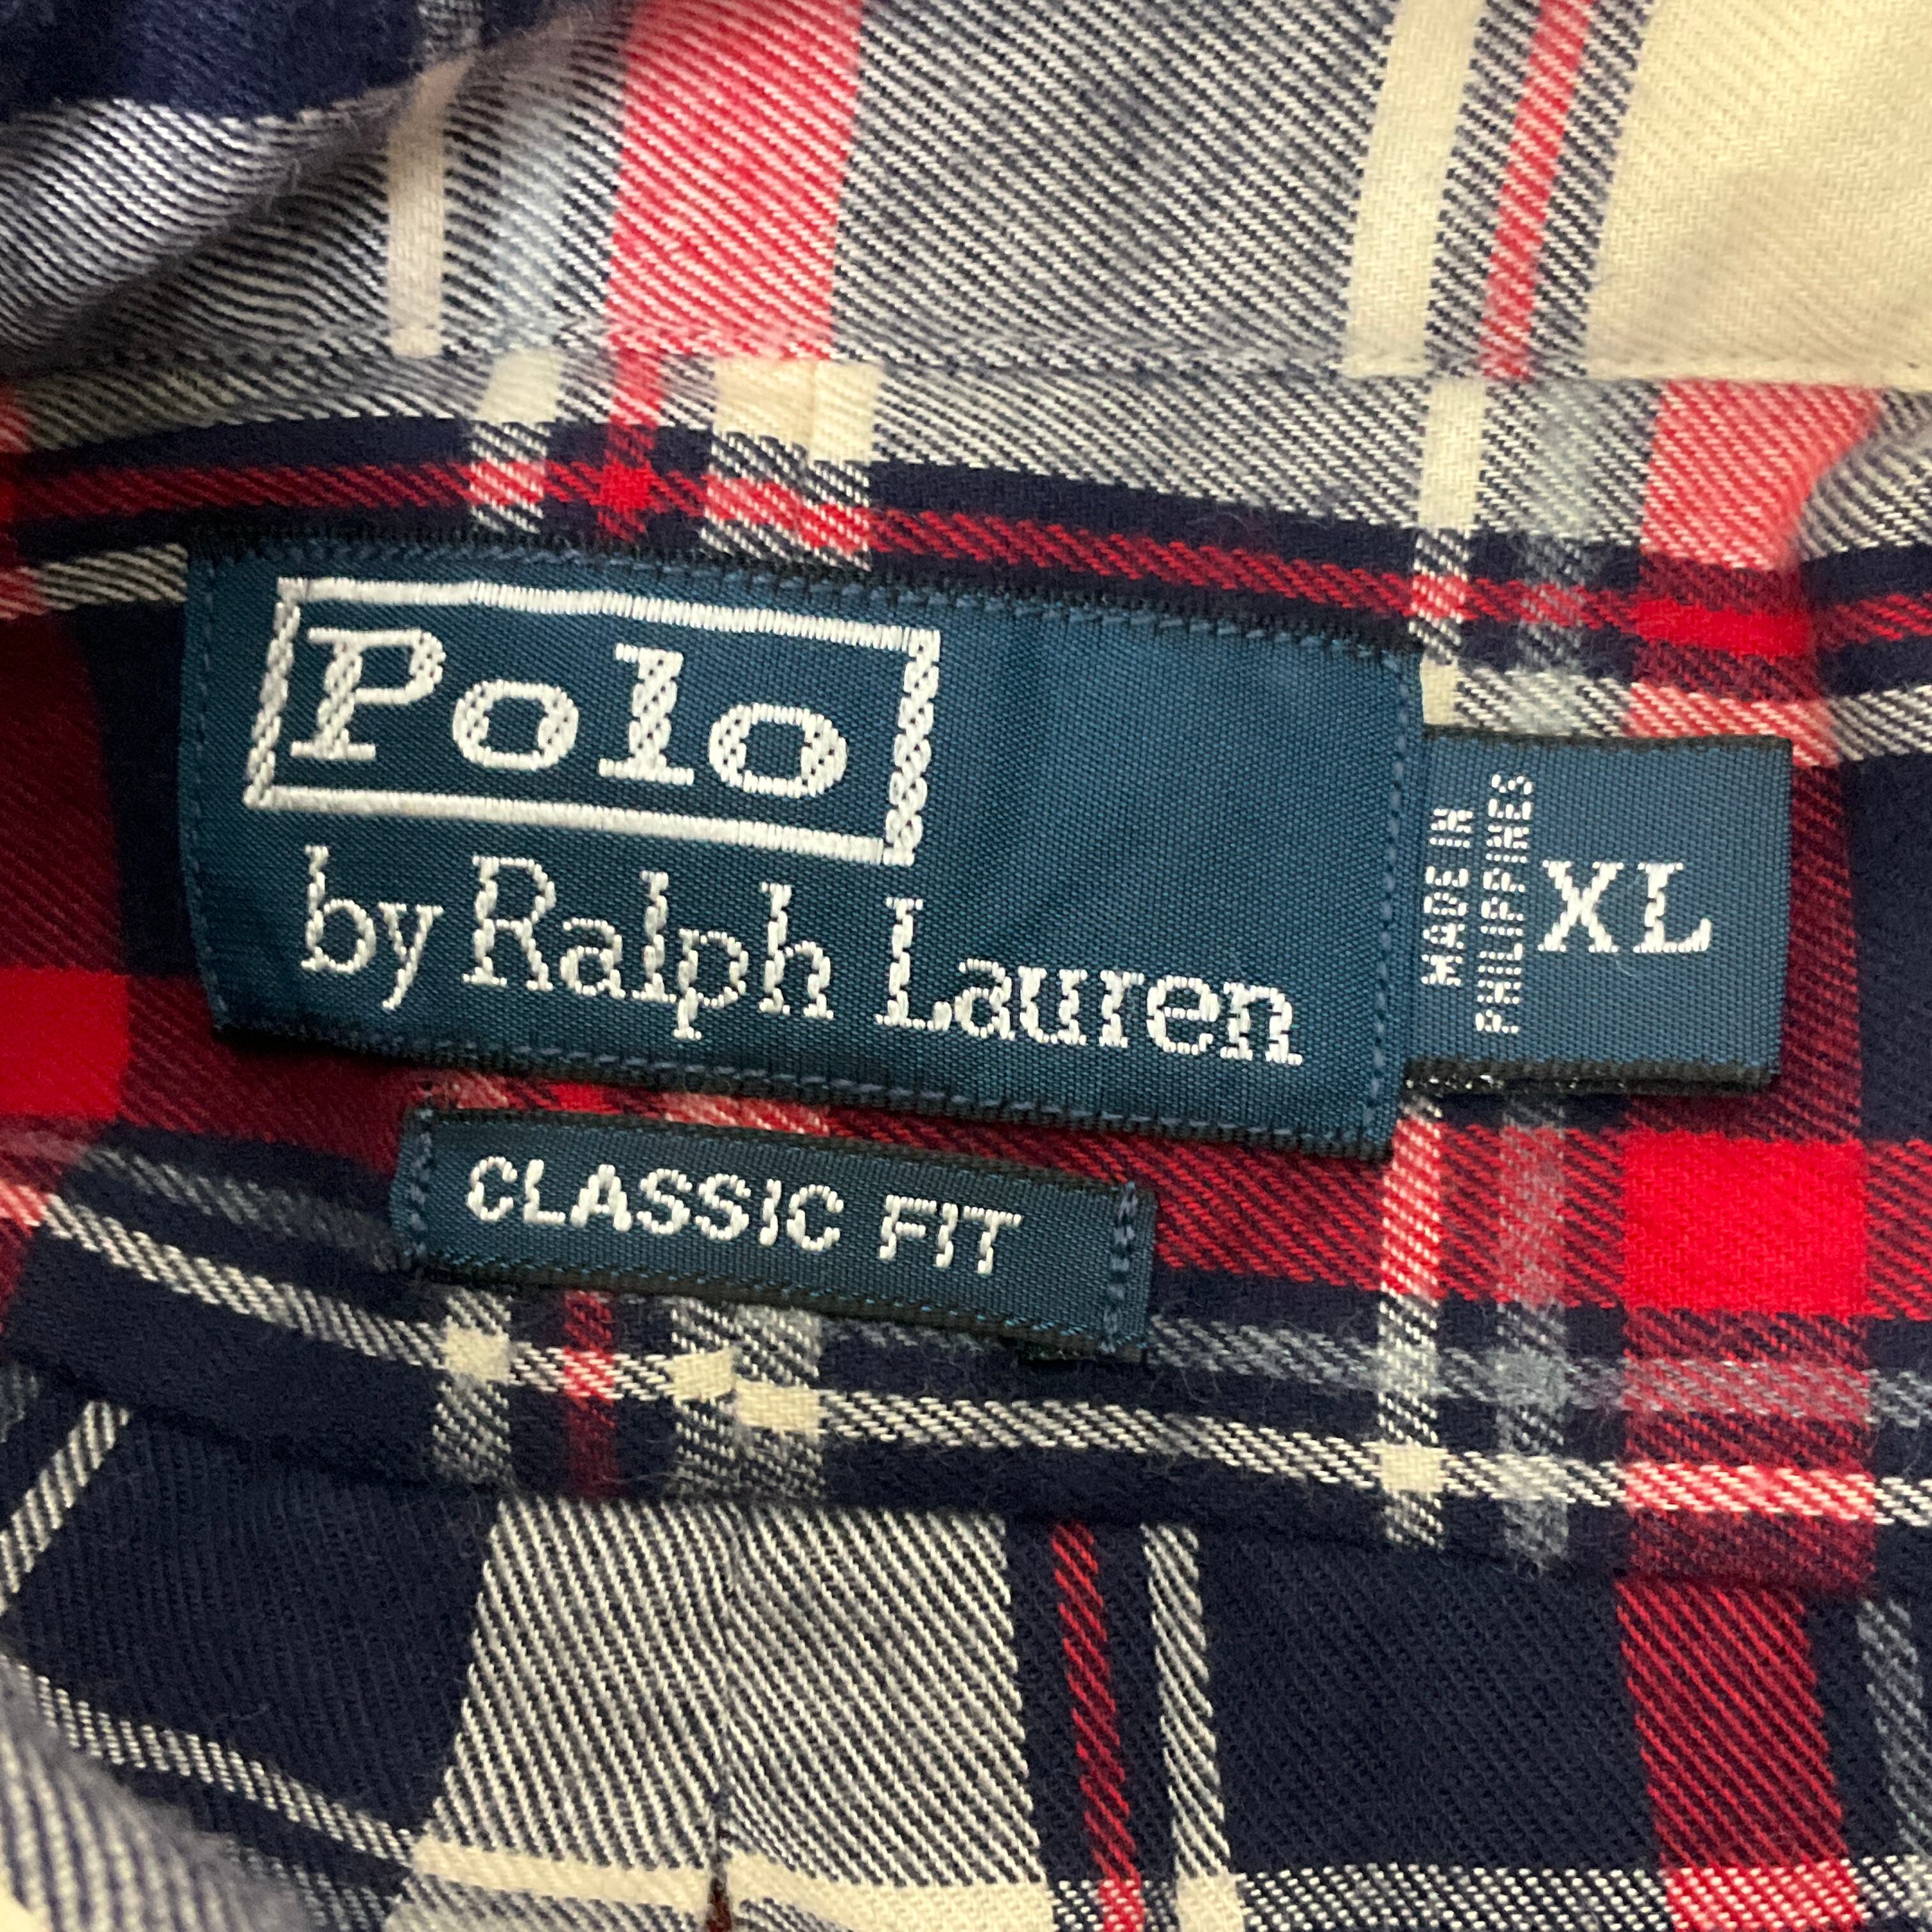 Polo
by Ralph Lauren
MADE IN
PHILIPPINES
XL
CLASSIC FIT